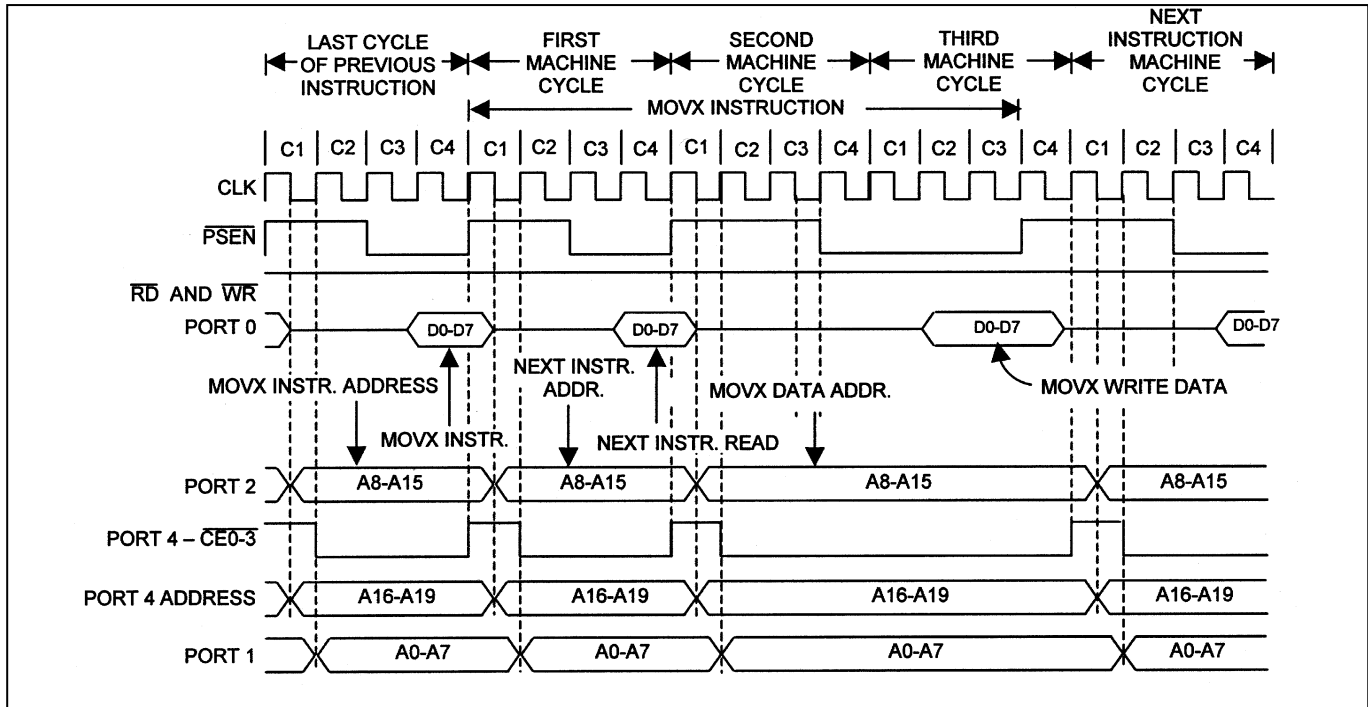 LAST CYCLE
OF PREVIOUS
INSTRUCTION
FIRST
MACHINE
CYCLE
SECOND
MACHINE
CYCLE
THIRD
MACHINE
CYCLE
NEXT
INSTRUCTION
MACHINE
CYCLE
MOVX INSTRUCTION
C1 C2 C3 C4 C1 C2 C3 C4 C1 C2 C3 C4 C1 C2 C3 C4 C1 C2 C3 C4
CLK
PSEN
RD AND WR
PORT 0 D0-D7 D0-D7 D0-D7 D0-D7
MOVX INSTR. ADDRESS
NEXT INSTR.
ADDR.
MOVX DATA ADDR.
MOVX WRITE DATA
MOVX INSTR.
NEXT INSTR. READ
PORT 2 A8-A15 A8-A15 A8-A15 A8-A15
PORT 4 – CE0-3
PORT 4 ADDRESS A16-A19 A16-A19 A16-A19 A16-A19
PORT 1 A0-A7 A0-A7 A0-A7 A0-A7